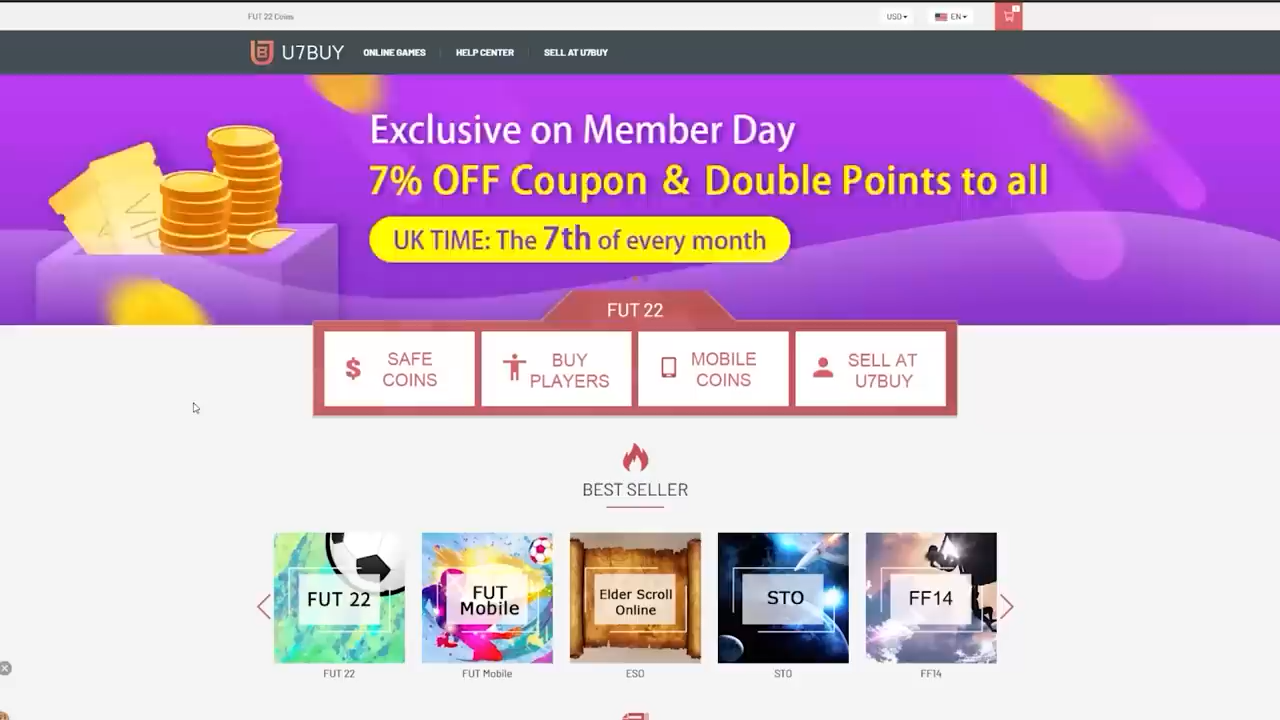 FUT 22 Coins
USD
EN
1
U7BUY
ONLINE GAMES
HELP CENTER
SELL AT U7BUY
Exclusive on Member Day
7% OFF Coupon & Double Points to all
UK TIME: The 7th of every month
VIP
FUT 22
SAFE
COINS
BUY
PLAYERS
MOBILE
COINS
SELL AT
U7BUY
BEST SELLER
FUT 22
FUT
Mobile
Elder Scroll
Online
STO
FF14
FUT 22
FUT Mobile
ESO
STO
FF14